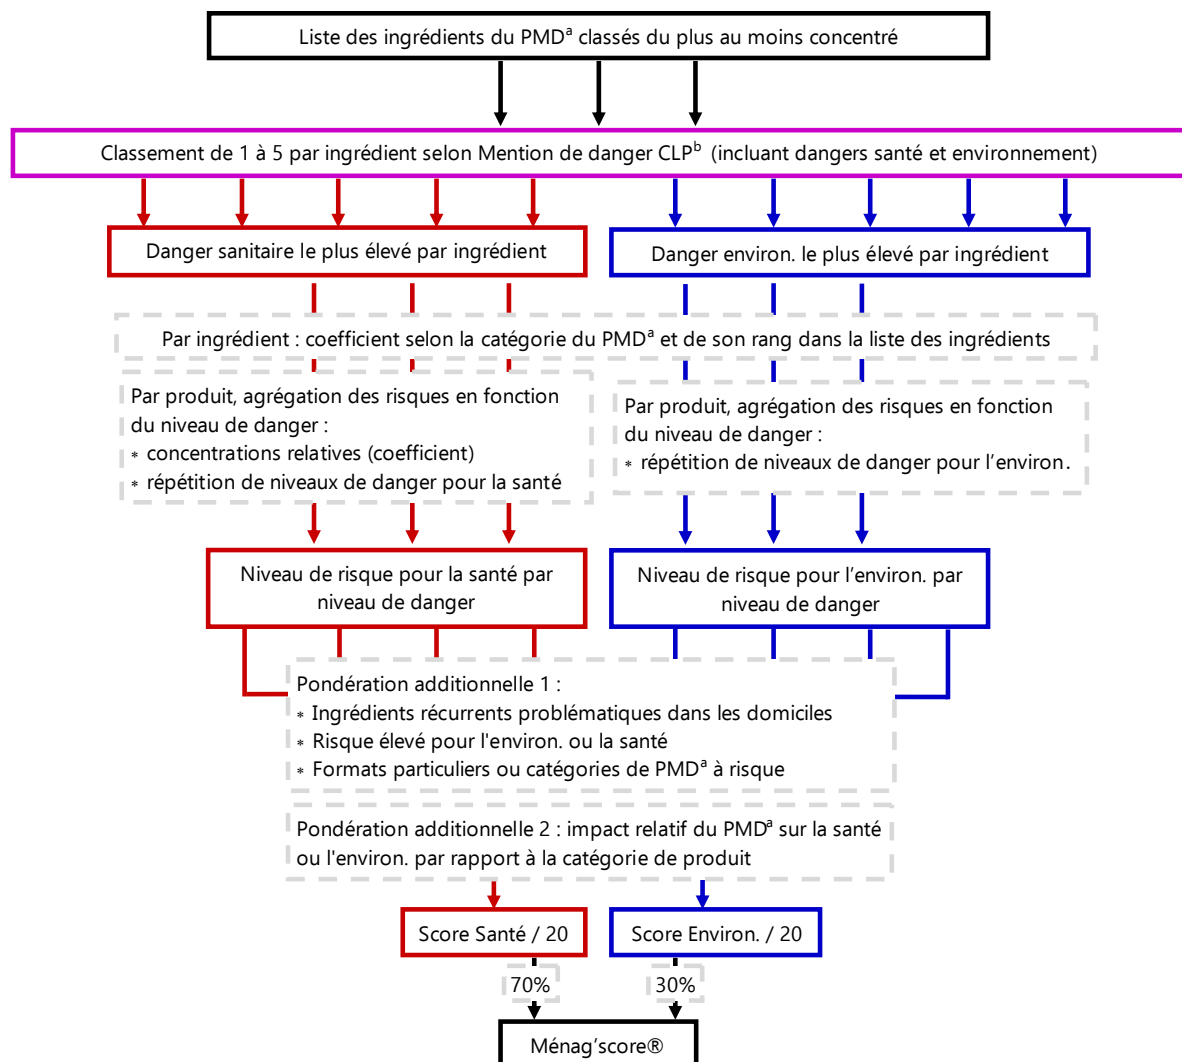 Liste des ingrédients du PMDᵃ classés du plus au moins concentré
Classement de 1 à 5 par ingrédient selon Mention de danger CLPᵇ (incluant dangers santé et environnement)
Danger sanitaire le plus élevé par ingrédient
Danger environ. le plus élevé par ingrédient
Par ingrédient : coefficient selon la catégorie du PMDᵃ et de son rang dans la liste des ingrédients
Par produit, agrégation des risques en fonction
du niveau de danger :
* concentrations relatives (coefficient)
* répétition de niveaux de danger pour la santé
Par produit, agrégation des risques en fonction
du niveau de danger :
* répétition de niveaux de danger pour l'environ.
Niveau de risque pour la santé par
niveau de danger
Niveau de risque pour l'environ. par
niveau de danger
Pondération additionnelle 1 :
* Ingrédients récurrents problématiques dans les domiciles
* Risque élevé pour l'environ. ou la santé
* Formats particuliers ou catégories de PMDᵃ à risque
Pondération additionnelle 2 : impact relatif du PMDᵃ sur la santé
ou l'environ. par rapport à la catégorie de produit
Score Santé / 20
Score Environ. / 20
70%
30%
Ménag'score®